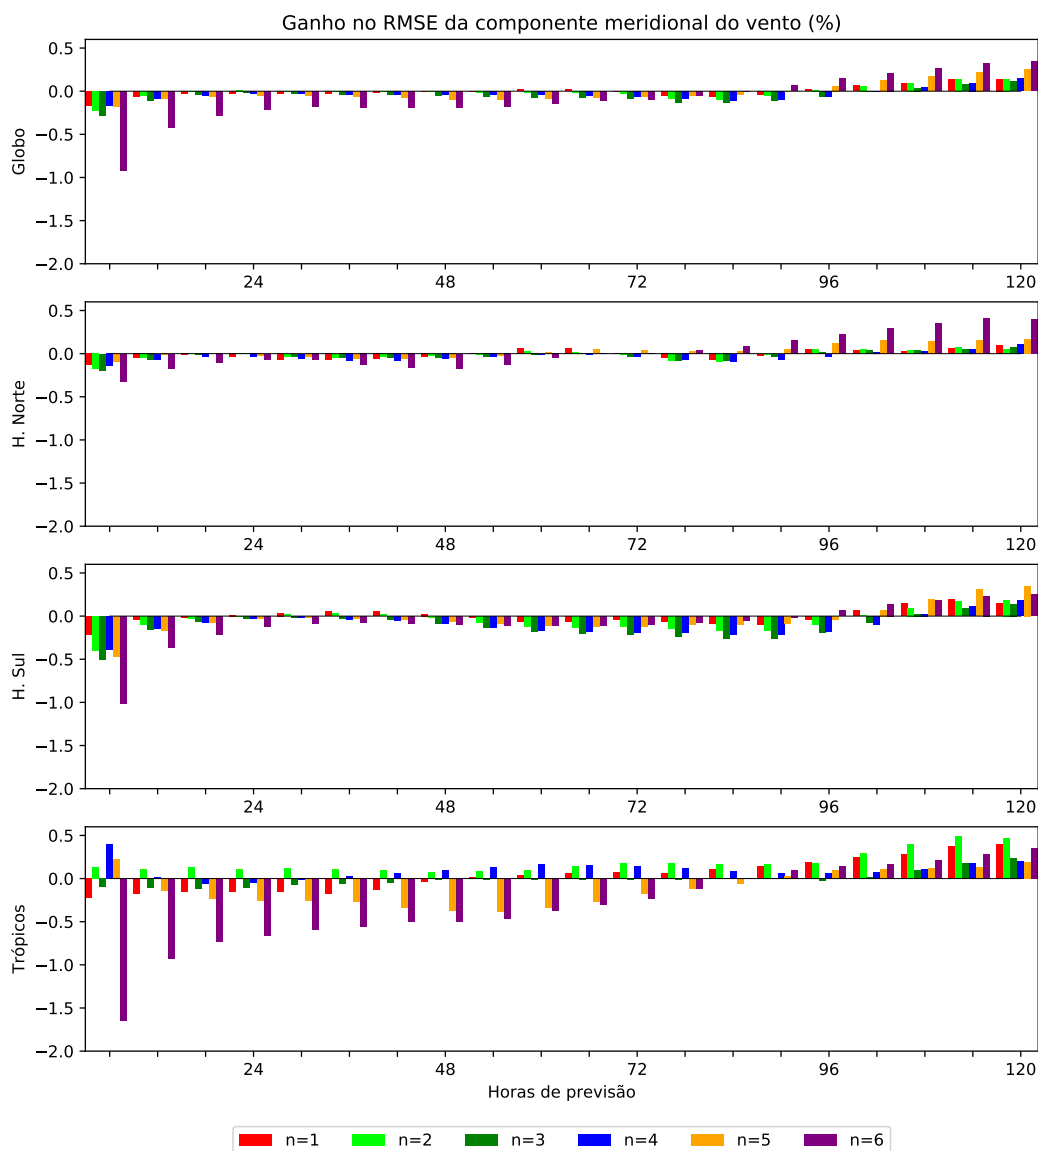 Ganho no RMSE da componente meridional do vento (%)
0.5
0.0
−0.5
−1.0
−1.5
−2.0
Globo
24 48 72 96 120
0.5
0.0
−0.5
−1.0
−1.5
−2.0
H. Norte
24 48 72 96 120
0.5
0.0
−0.5
−1.0
−1.5
−2.0
H. Sul
24 48 72 96 120
0.5
0.0
−0.5
−1.0
−1.5
−2.0
Trópicos
24 48 72 96 120
Horas de previsão
n=1 n=2 n=3 n=4 n=5 n=6